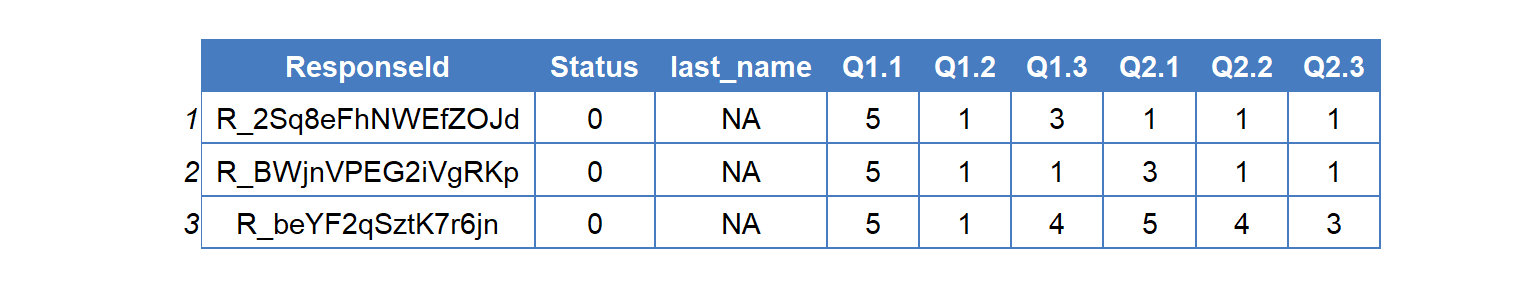 ResponseId Status last_name Q1.1 Q1.2 Q1.3 Q2.1 Q2.2 Q2.3
1 R_2Sq8eFhNWEfZOJd 0 NA 5 1 3 1 1 1
2 R_BWjnVPEG2iVgRKp 0 NA 5 1 1 3 1 1
3 R_beYF2qSztK7r6jn 0 NA 5 1 4 5 4 3